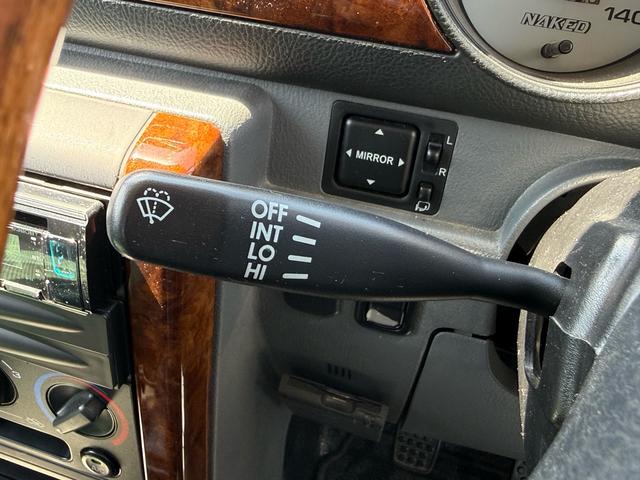 NAKED
140
MIRROR
L
R
OFF
INT
LO
HI